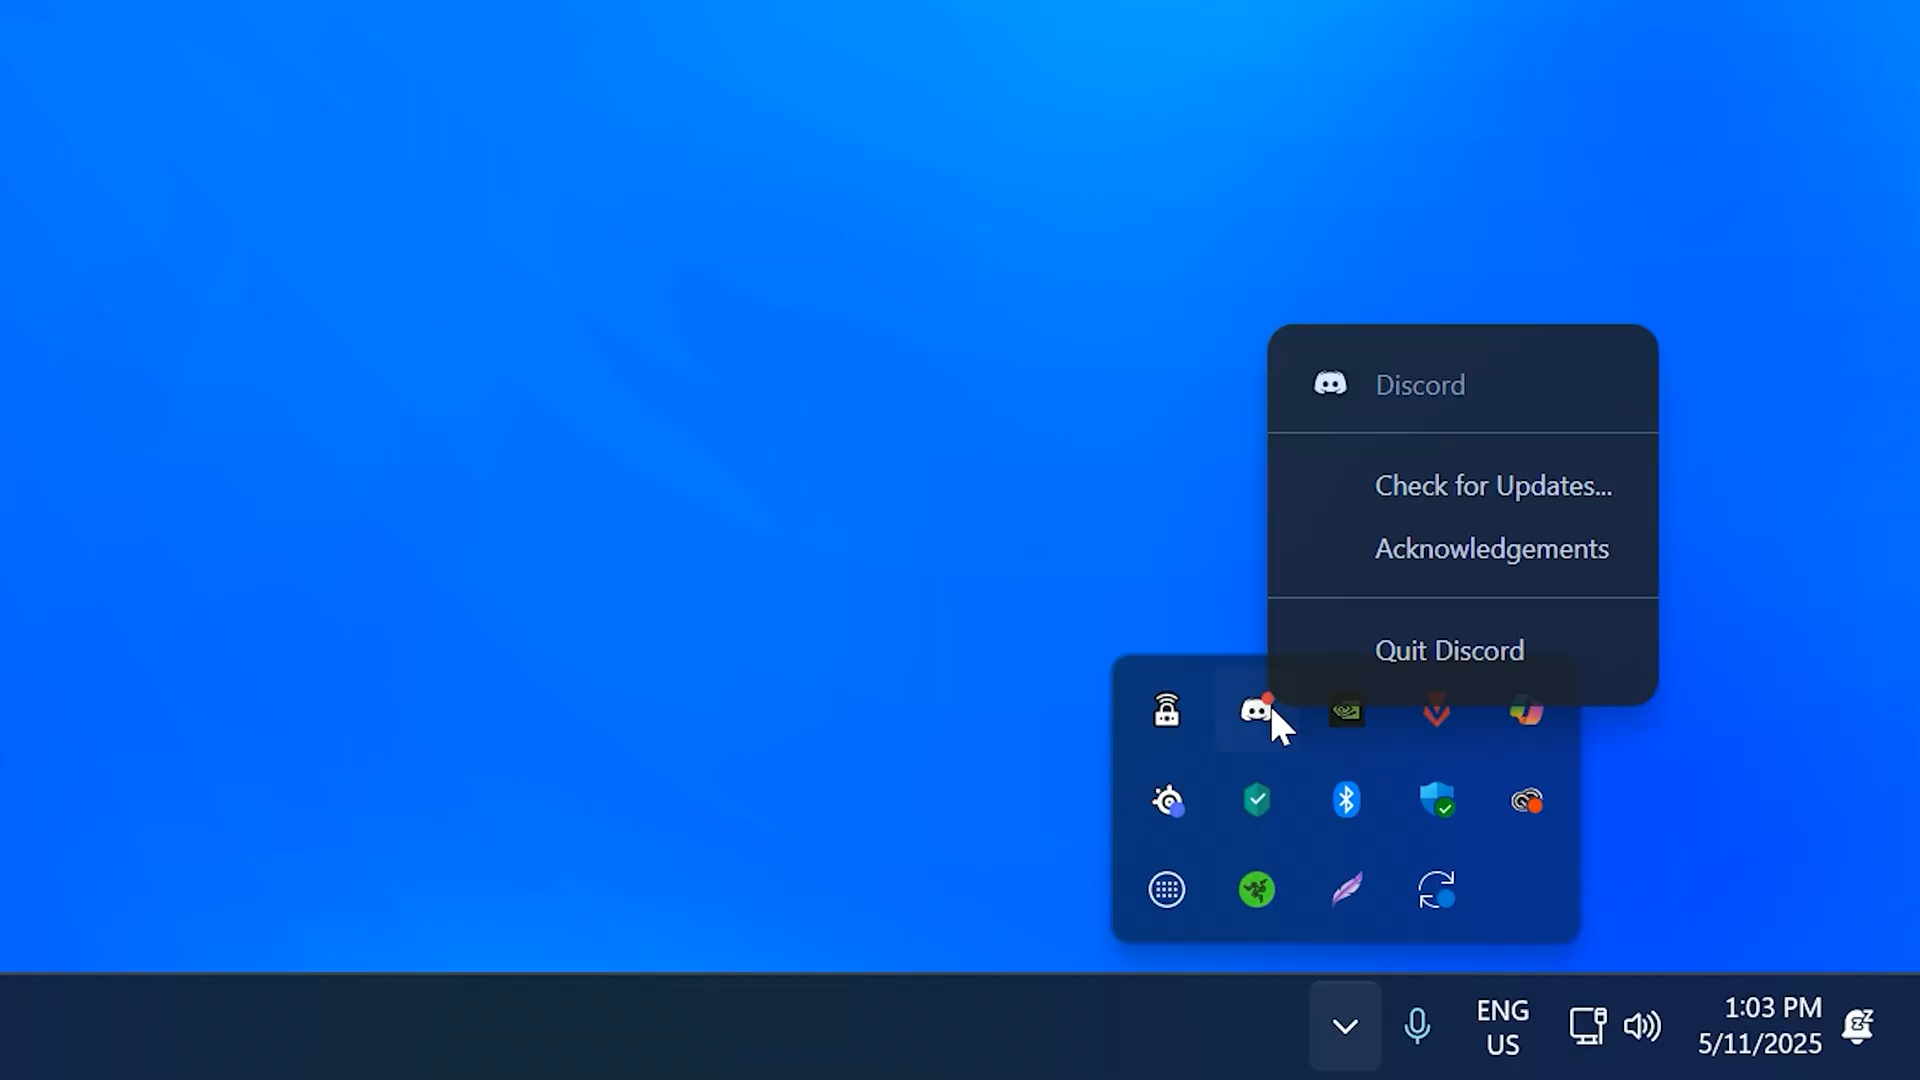 Discord
Check for Updates...
Acknowledgements
Quit Discord
ENG
US
1:03 PM
5/11/2025